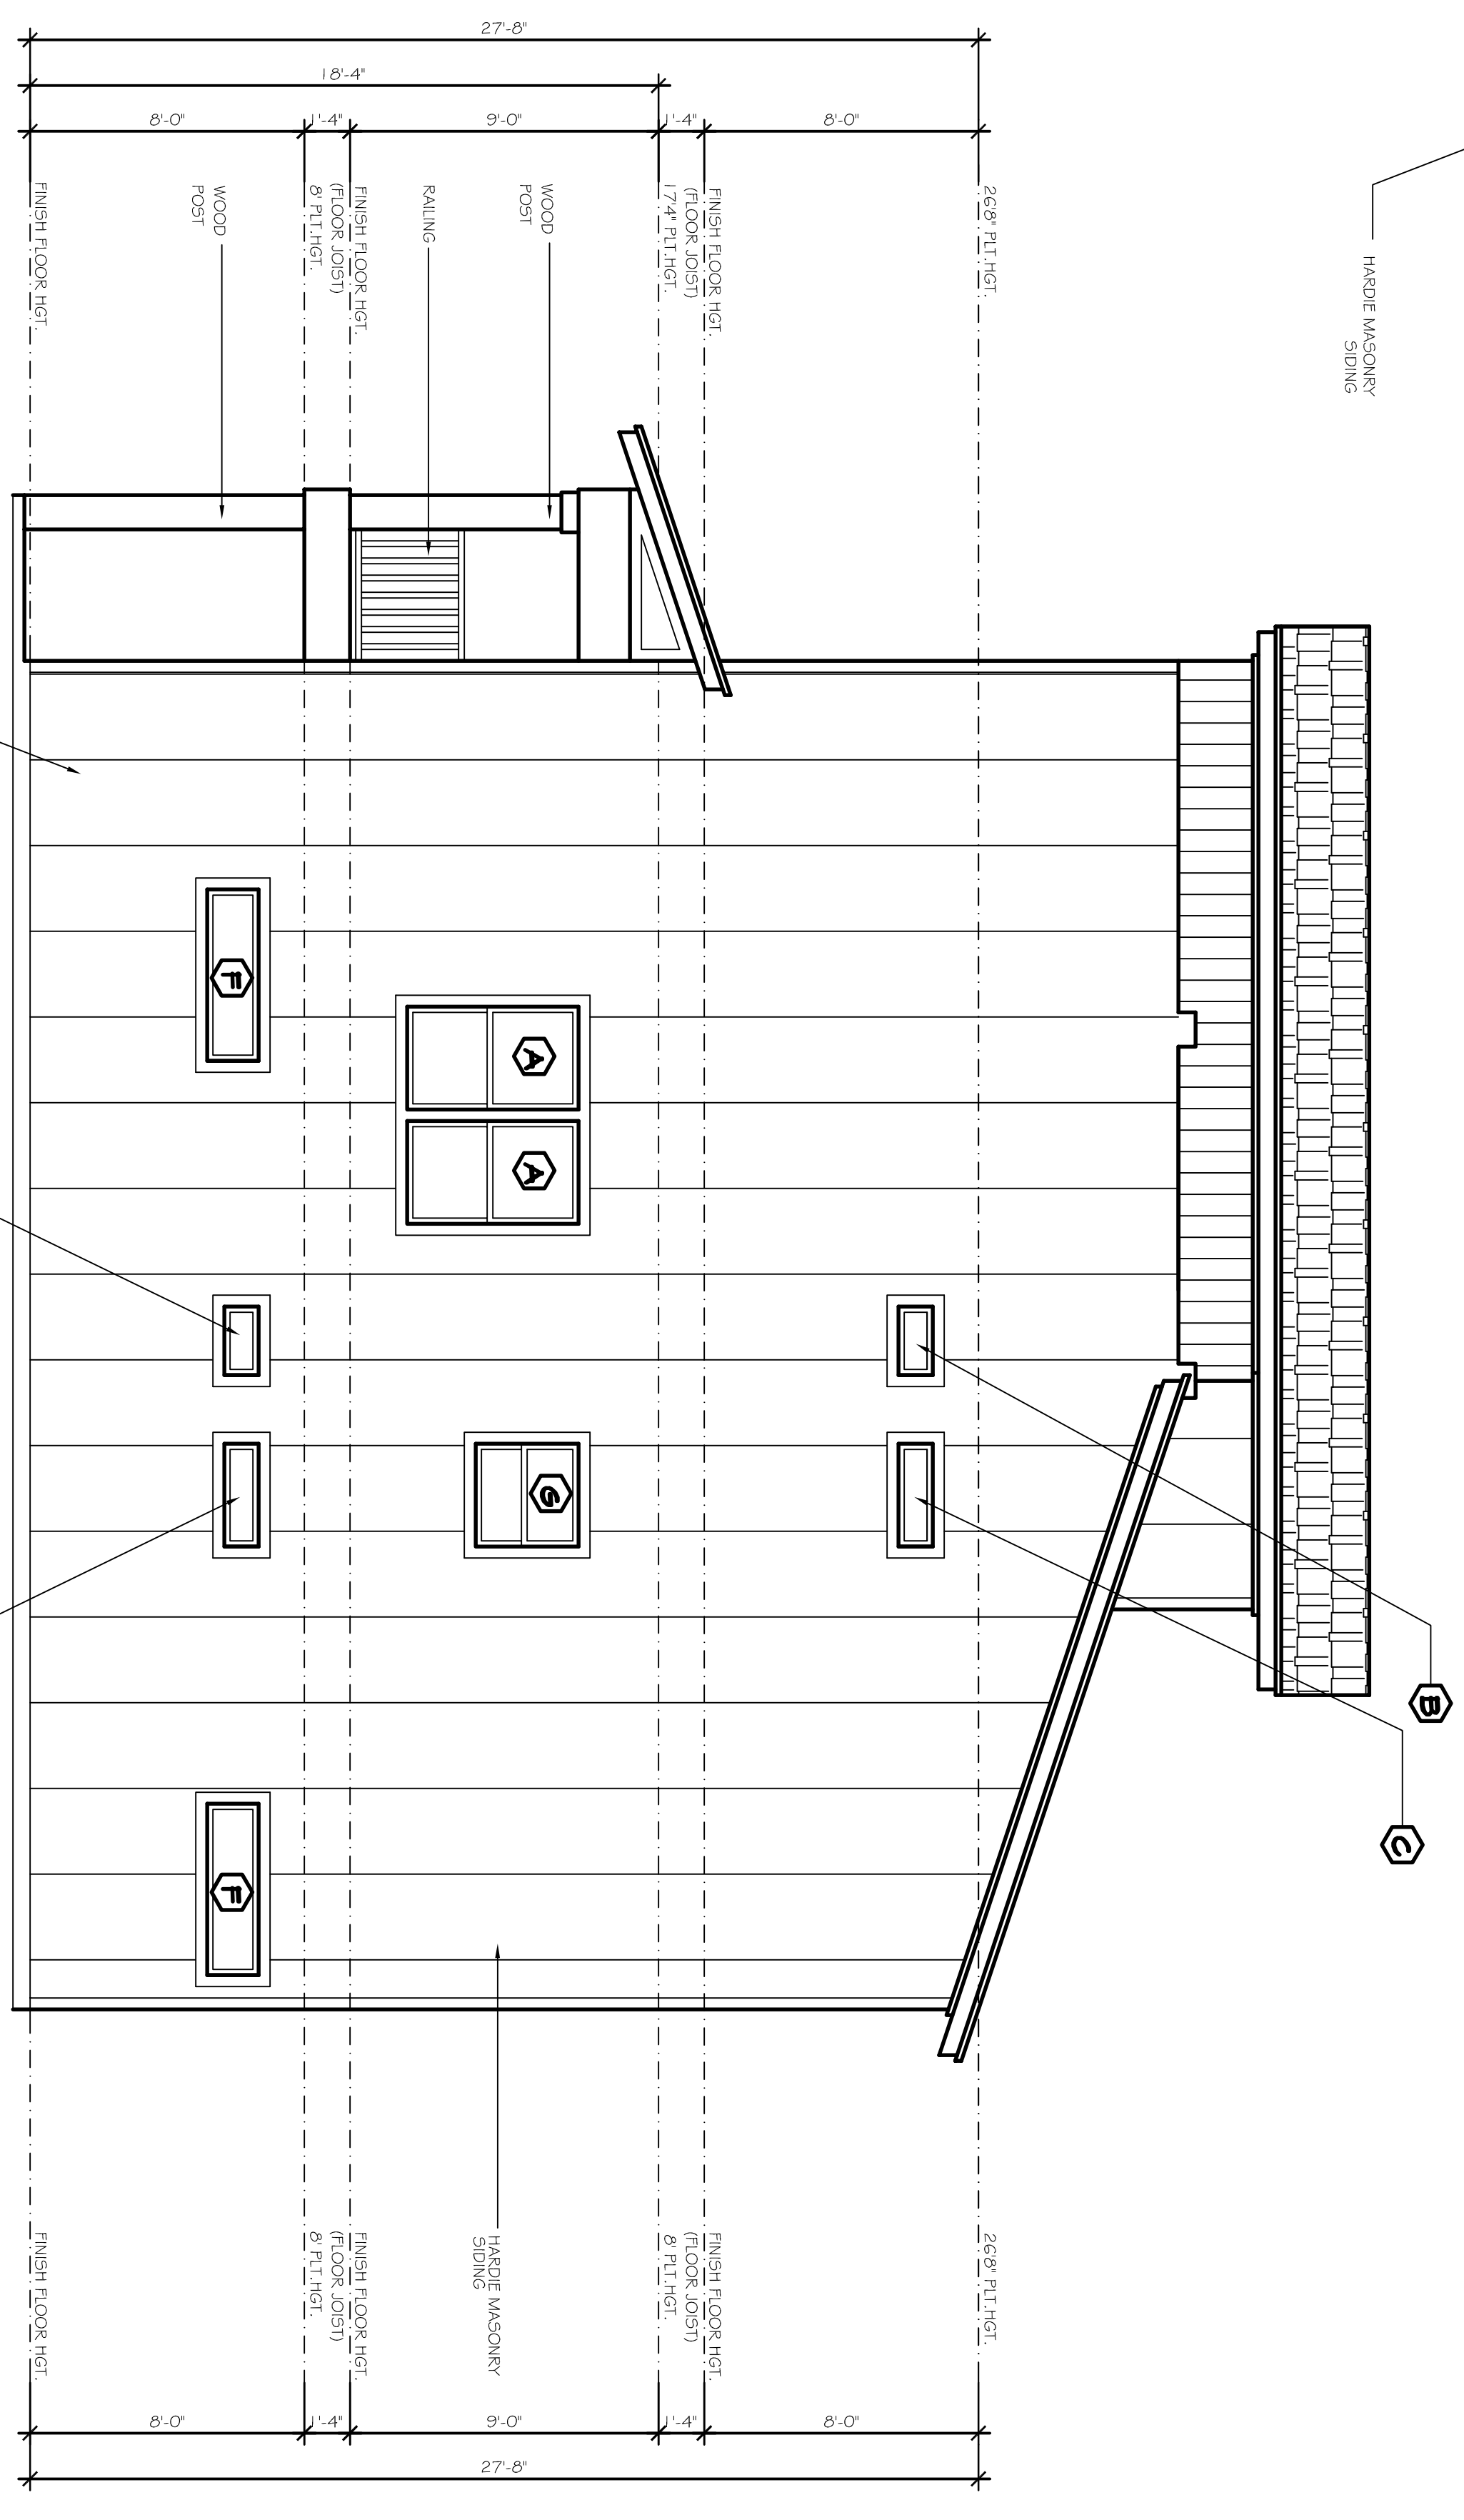 27'-8"
18'-4"
8'-0"
1'-4"
9'-0"
1'-4"
8'-0"
HARDIE MASONRY
SIDING
26'8" PLT.HGT.
FINISH FLOOR HGT.
(FLOOR JOIST)
17'4" PLT.HGT.
WOOD
POST
RAILING
FINISH FLOOR HGT.
(FLOOR JOIST)
8' PLT.HGT.
WOOD
POST
FINISH FLOOR HGT.
F
A
A
G
F
B
C
26'8" PLT.HGT.
FINISH FLOOR HGT.
(FLOOR JOIST)
8' PLT.HGT.
HARDIE MASONRY
SIDING
FINISH FLOOR HGT.
(FLOOR JOIST)
8' PLT.HGT.
FINISH FLOOR HGT.
8'-0"
1'-4"
9'-0"
1'-4"
8'-0"
27'-8"